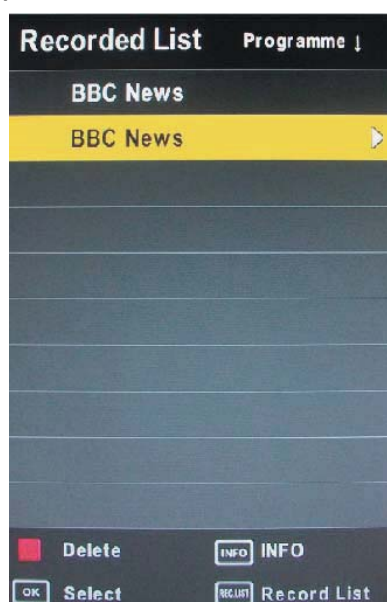 Recorded List Programme ↓
BBC News
BBC News
Delete INFO INFO
OK Select REC.LIST Record List